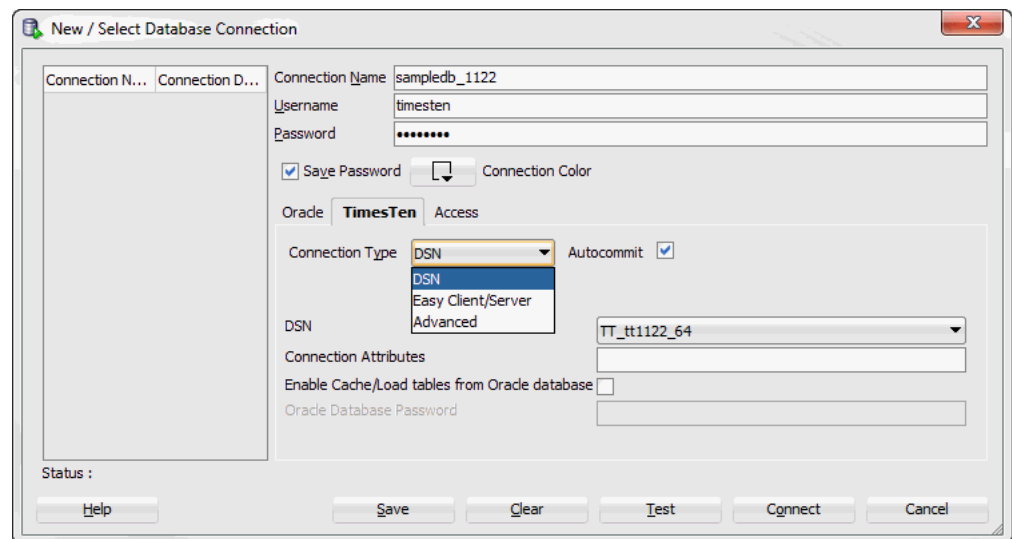 New / Select Database Connection
Connection N... Connection D...
Connection Name sampledb_1122
Username timesten
Password ••••••••
Save Password Connection Color
Oracle TimesTen Access
Connection Type DSN Autocommit
DSN
Easy Client/Server
Advanced
DSN TT_tt1122_64
Connection Attributes
Enable Cache/Load tables from Oracle database
Oracle Database Password
Status :
Help Save Clear Test Connect Cancel